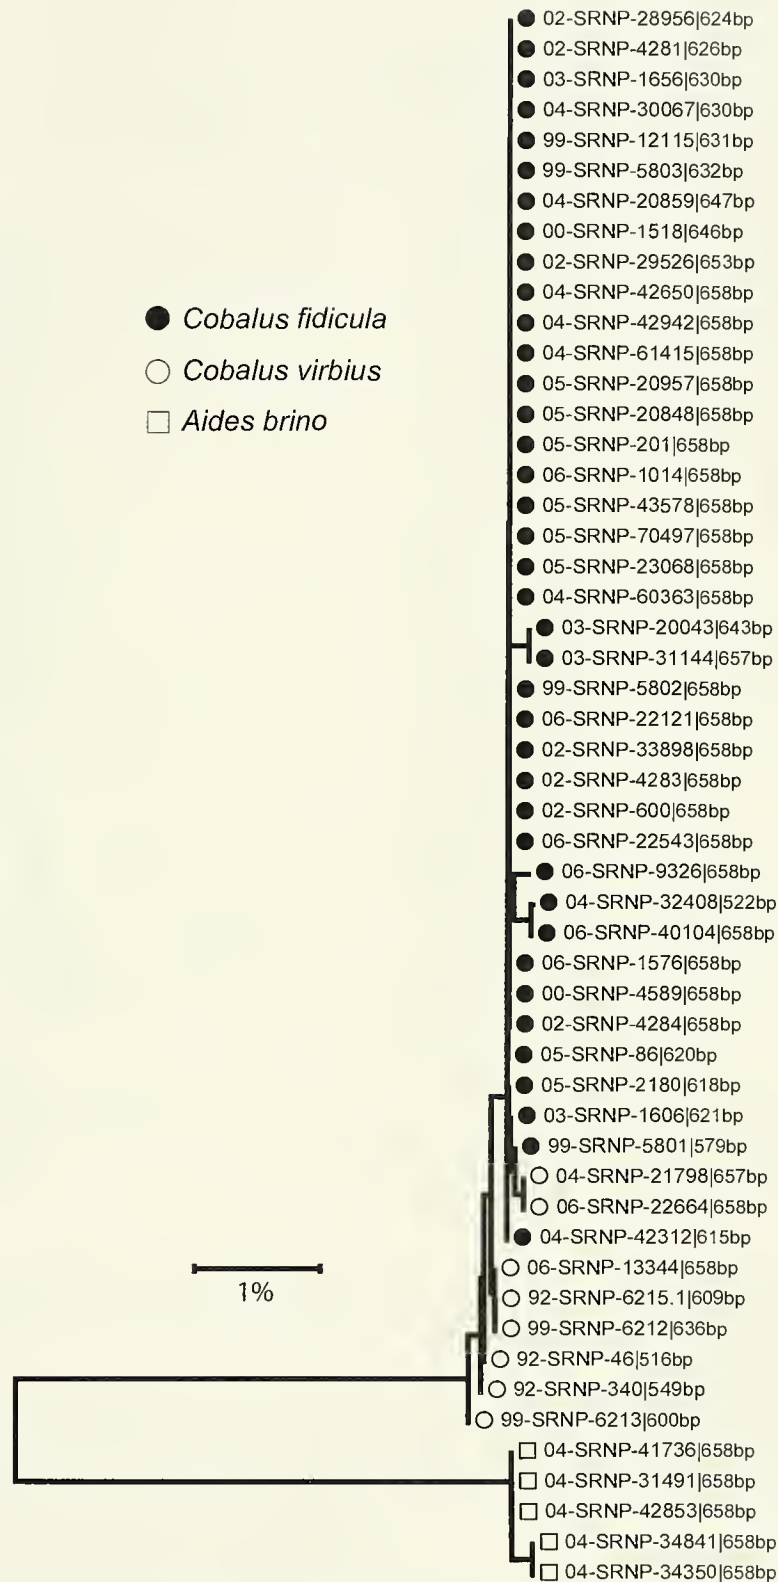 02-SRNP-28956|624bp
02-SRNP-4281|626bp
03-SRNP-1656|630bp
04-SRNP-30067|630bp
99-SRNP-12115|631bp
99-SRNP-5803|632bp
04-SRNP-20859|647bp
00-SRNP-1518|646bp
02-SRNP-29526|653bp
04-SRNP-42650|658bp
04-SRNP-42942|658bp
04-SRNP-61415|658bp
05-SRNP-20957|658bp
05-SRNP-20848|658bp
05-SRNP-201|658bp
06-SRNP-1014|658bp
05-SRNP-43578|658bp
05-SRNP-70497|658bp
05-SRNP-23068|658bp
04-SRNP-60363|658bp
03-SRNP-20043|643bp
03-SRNP-31144|657bp
99-SRNP-5802|658bp
06-SRNP-22121|658bp
02-SRNP-33898|658bp
02-SRNP-4283|658bp
02-SRNP-600|658bp
06-SRNP-22543|658bp
06-SRNP-9326|658bp
04-SRNP-32408|522bp
06-SRNP-40104|658bp
06-SRNP-1576|658bp
00-SRNP-4589|658bp
02-SRNP-4284|658bp
05-SRNP-86|620bp
05-SRNP-2180|618bp
03-SRNP-1606|621bp
99-SRNP-5801|579bp
04-SRNP-21798|657bp
06-SRNP-22664|658bp
04-SRNP-42312|615bp
06-SRNP-13344|658bp
92-SRNP-6215.1|609bp
99-SRNP-6212|636bp
92-SRNP-46|516bp
92-SRNP-340|549bp
99-SRNP-6213|600bp
04-SRNP-41736|658bp
04-SRNP-31491|658bp
04-SRNP-42853|658bp
04-SRNP-34841|658bp
04-SRNP-34350|658bp
Cobalus fidicula
Cobalus virbius
Aides brino
1%